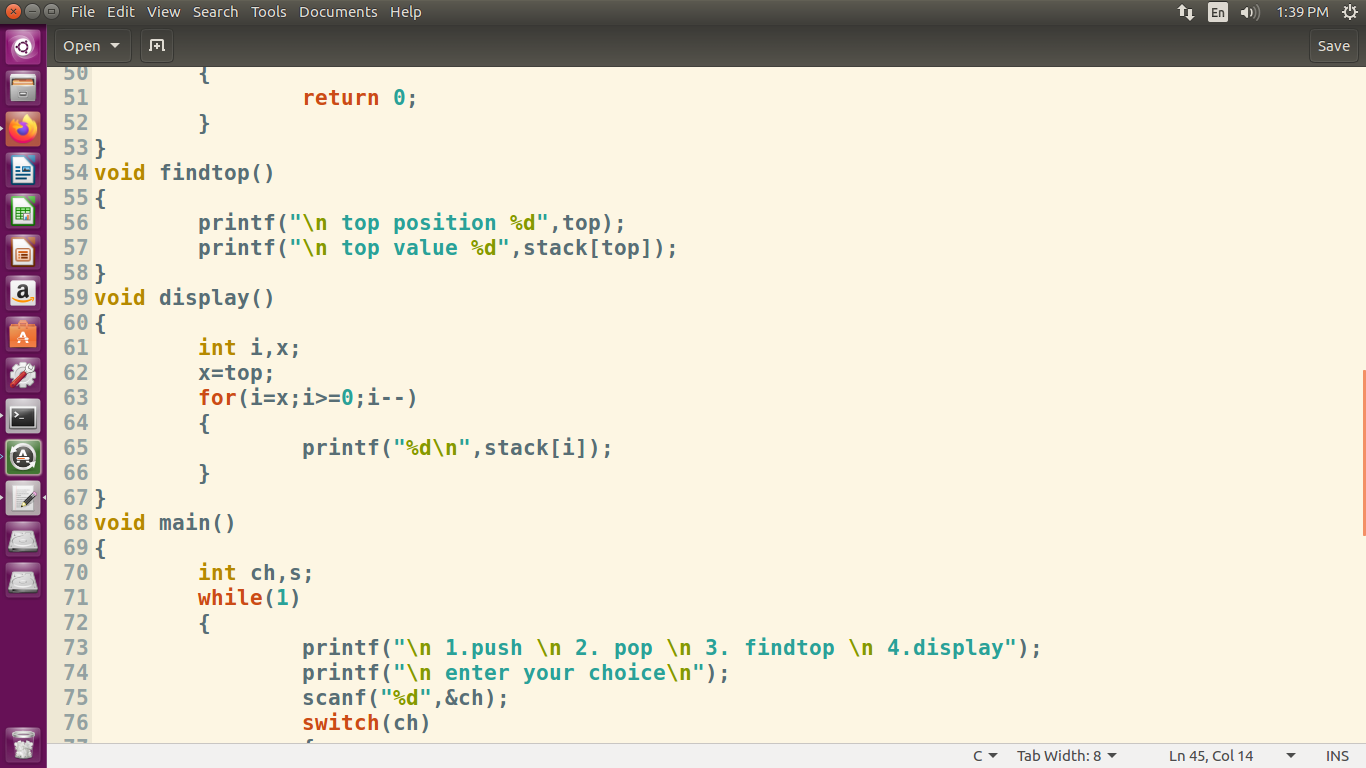 File Edit View Search Tools Documents Help En 1:39 PM
Open Save
50 {
51 return 0;
52 }
53 }
54 void findtop()
55 {
56 printf("\n top position %d",top);
57 printf("\n top value %d",stack[top]);
58 }
59 void display()
60 {
61 int i,x;
62 x=top;
63 for(i=x;i>=0;i--)
64 {
65 printf("%d\n",stack[i]);
66 }
67 }
68 void main()
69 {
70 int ch,s;
71 while(1)
72 {
73 printf("\n 1.push \n 2. pop \n 3. findtop \n 4.display");
74 printf("\n enter your choice\n");
75 scanf("%d",&ch);
76 switch(ch)
C Tab Width: 8 Ln 45, Col 14 INS